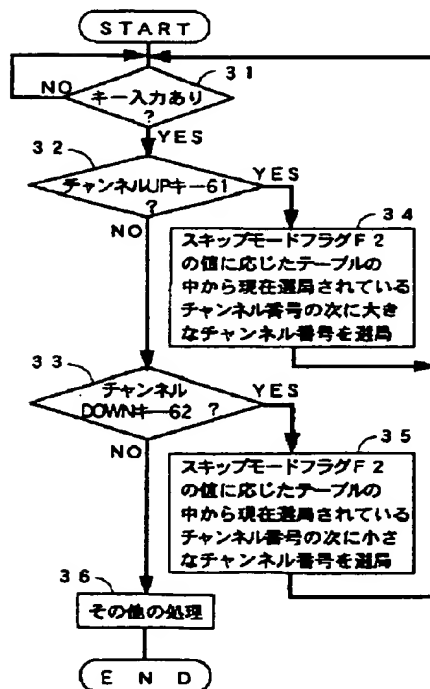 START
31
NO
キー入力あり
?
YES
32
チャンネルUPキー61
?
YES
NO
34
スキップモードフラグF2
の値に応じたテーブルの
中から現在選局されている
チャンネル番号の次に大き
なチャンネル番号を選局
33
チャンネル
DOWNキー62 ?
YES
NO
35
スキップモードフラグF2
の値に応じたテーブルの
中から現在選局されている
チャンネル番号の次に小さ
なチャンネル番号を選局
36
その他の処理
END